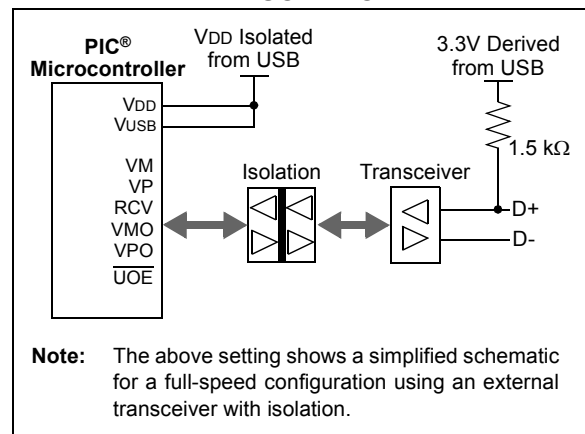 PIC®
Microcontroller
VDD Isolated
from USB
3.3V Derived
from USB
VDD
VUSB
1.5 kΩ
VM
VP
RCV
VMO
VPO
UOE
Isolation
Transceiver
D+
D-
Note: The above setting shows a simplified schematic
for a full-speed configuration using an external
transceiver with isolation.